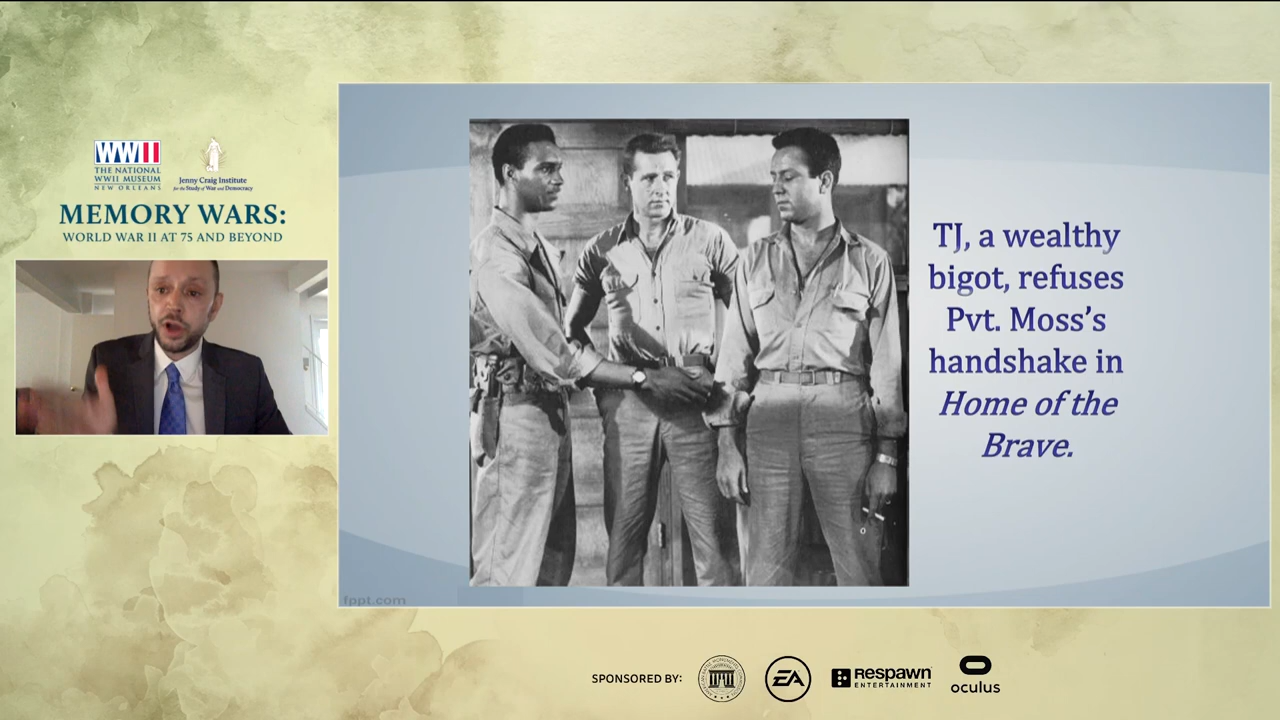 WWII
THE NATIONAL
WWII MUSEUM
NEW ORLEANS
Jenny Craig Institute
for the Study of War and Democracy
MEMORY WARS:
WORLD WAR II AT 75 AND BEYOND
TJ, a wealthy
bigot, refuses
Pvt. Moss’s
handshake in
Home of the
Brave.
fppt.com
SPONSORED BY:
EA
RESPAWN
ENTERTAINMENT
oculus